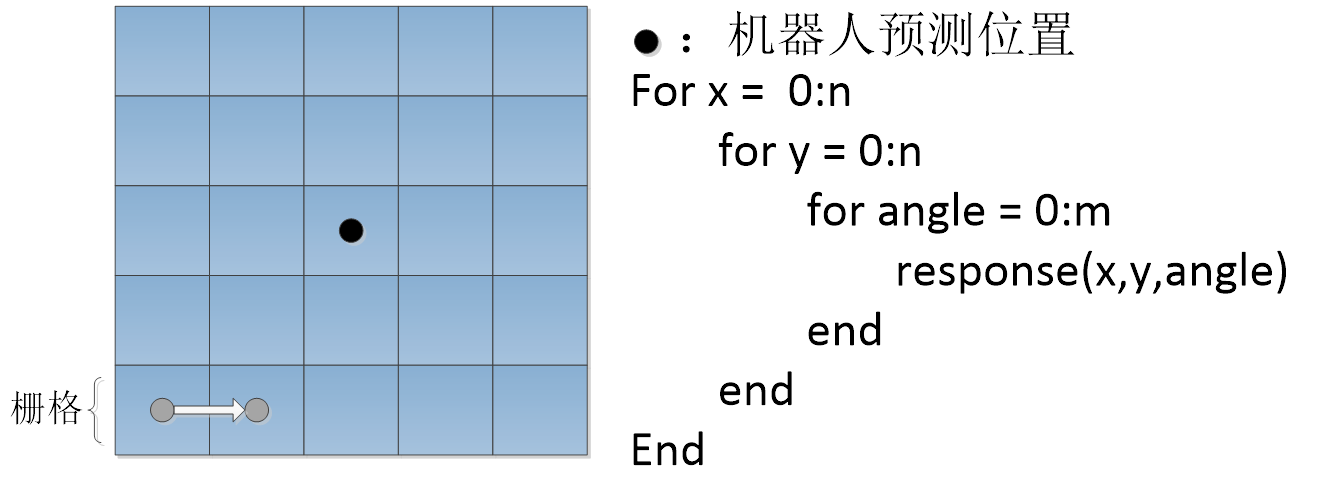 ：机器人预测位置
For x = 0:n
for y = 0:n
for angle = 0:m
response(x,y,angle)
end
end
End
栅格